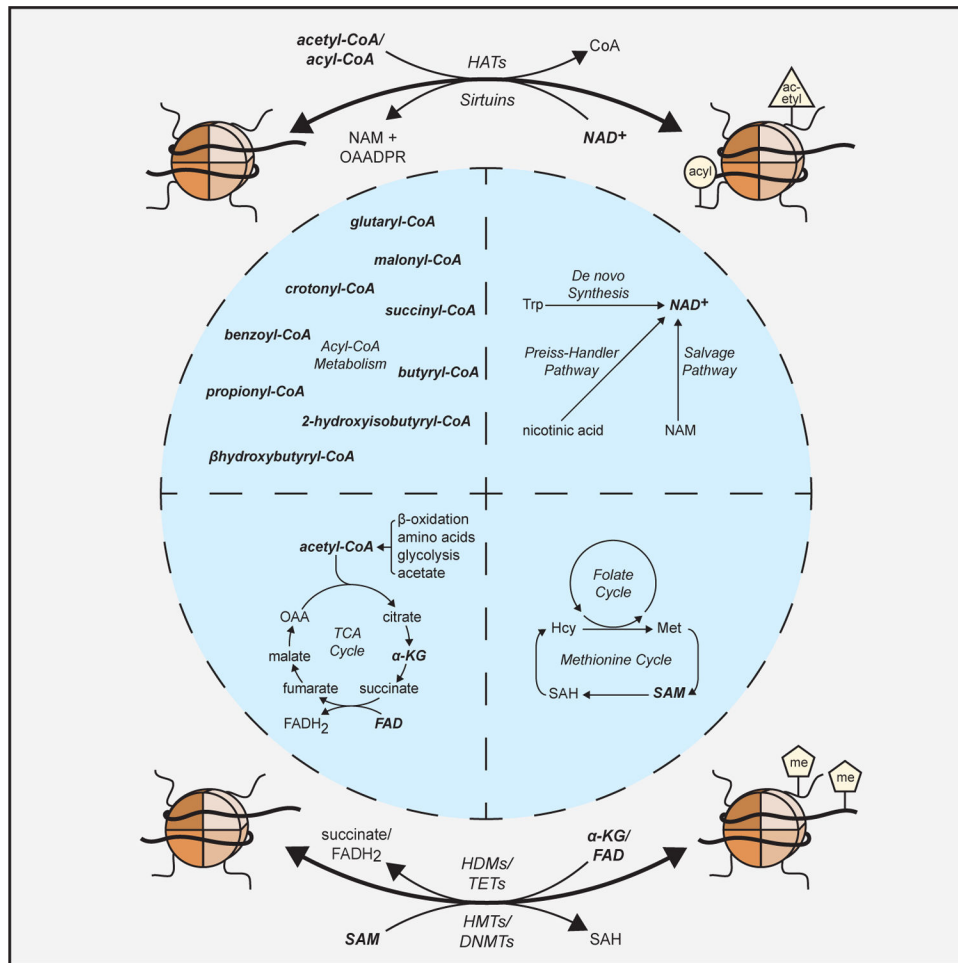 acetyl-CoA/
acyl-CoA
CoA
HATs
Sirtuins
NAM +
OAADPR
NAD+
ac-
etyl
acyl
glutaryl-CoA
malonyl-CoA
crotonyl-CoA
succinyl-CoA
benzoyl-CoA
Acyl-CoA
Metabolism
butyryl-CoA
propionyl-CoA
2-hydroxyisobutyryl-CoA
βhydroxybutyryl-CoA
De novo
Synthesis
Trp
NAD+
Preiss-Handler
Pathway
Salvage
Pathway
nicotinic acid
NAM
β-oxidation
amino acids
glycolysis
acetate
acetyl-CoA
OAA
citrate
TCA
Cycle
malate
α-KG
fumarate
succinate
FADH2
FAD
Folate
Cycle
Hcy
Met
Methionine Cycle
SAH
SAM
me
me
succinate/
FADH2
HDMs/
TETs
α-KG/
FAD
SAM
HMTs/
DNMTs
SAH